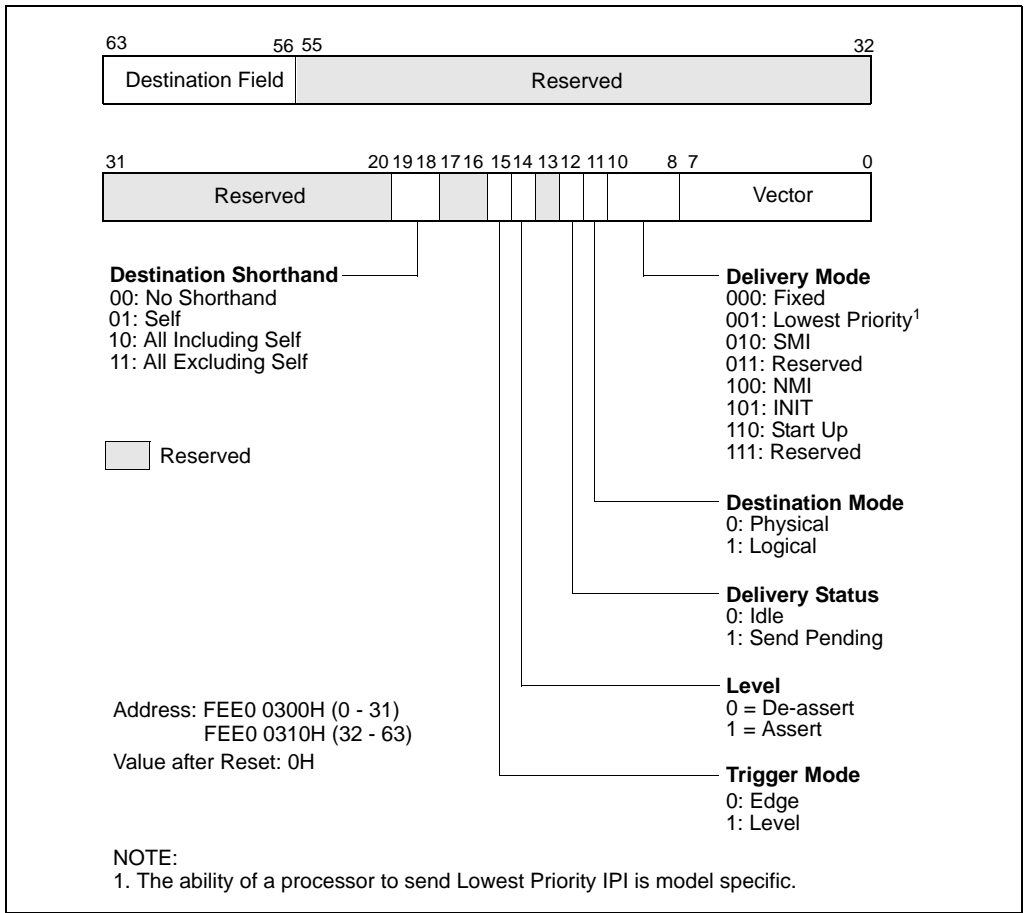 63 56 55 32
Destination Field Reserved
31 20 19 18 17 16 15 14 13 12 11 10 8 7 0
Reserved Vector
Destination Shorthand
00: No Shorthand
01: Self
10: All Including Self
11: All Excluding Self
Delivery Mode
000: Fixed
001: Lowest Priority1
010: SMI
011: Reserved
100: NMI
101: INIT
110: Start Up
111: Reserved
Reserved
Destination Mode
0: Physical
1: Logical
Delivery Status
0: Idle
1: Send Pending
Level
0 = De-assert
1 = Assert
Address: FEE0 0300H (0 - 31)
FEE0 0310H (32 - 63)
Value after Reset: 0H
Trigger Mode
0: Edge
1: Level
NOTE:
1. The ability of a processor to send Lowest Priority IPI is model specific.